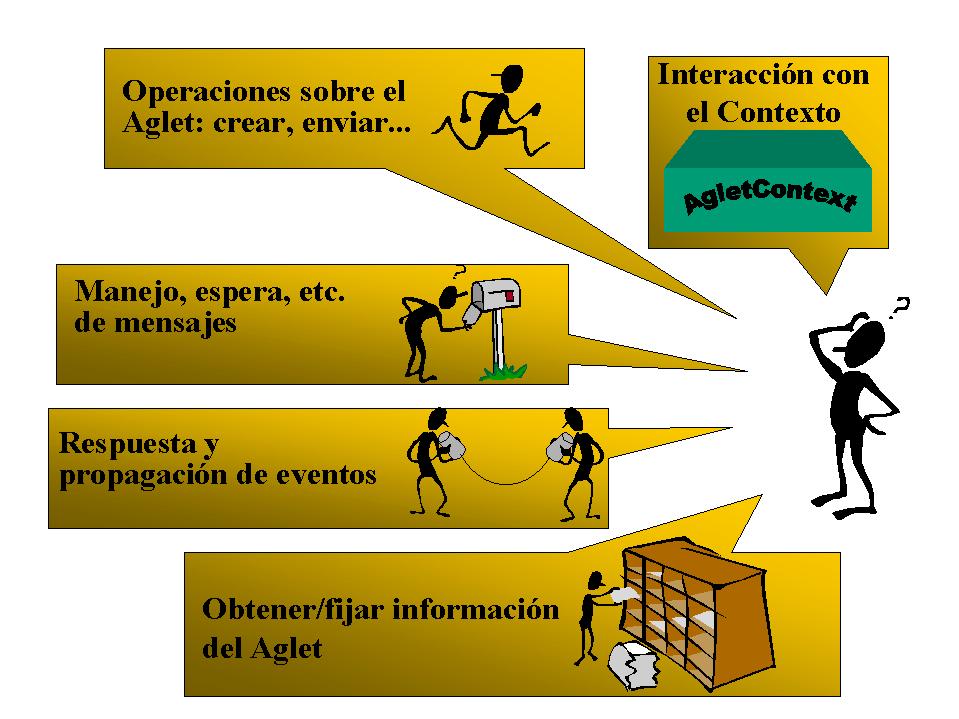 Operaciones sobre el
Aglet: crear, enviar...
Interacción con
el Contexto
AgletContext
Manejo, espera, etc.
de mensajes
?
?
Respuesta y
propagación de eventos
Obtener/fijar información
del Aglet